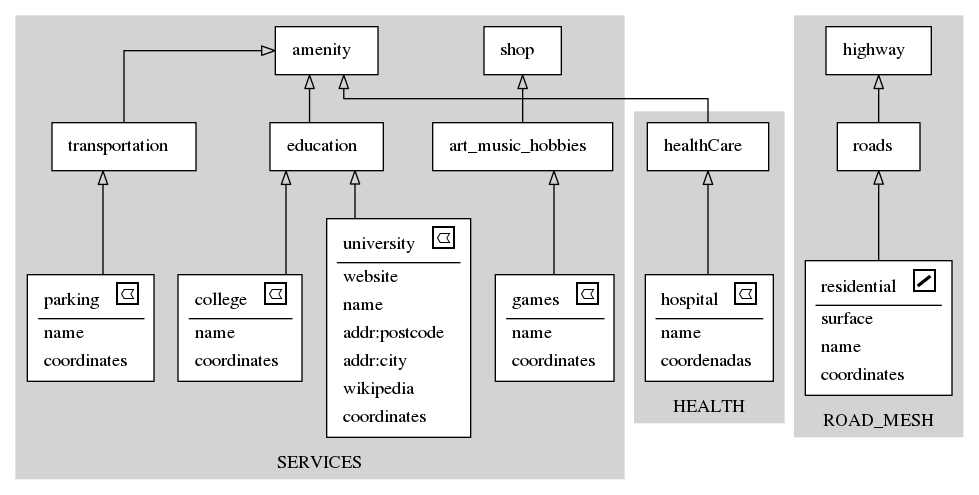 amenity
shop
highway
transportation
education
art_music_hobbies
healthCare
roads
university
website
name
addr:postcode
addr:city
wikipedia
coordinates
parking
name
coordinates
college
name
coordinates
games
name
coordinates
hospital
name
coordenadas
residential
surface
name
coordinates
HEALTH
ROAD_MESH
SERVICES